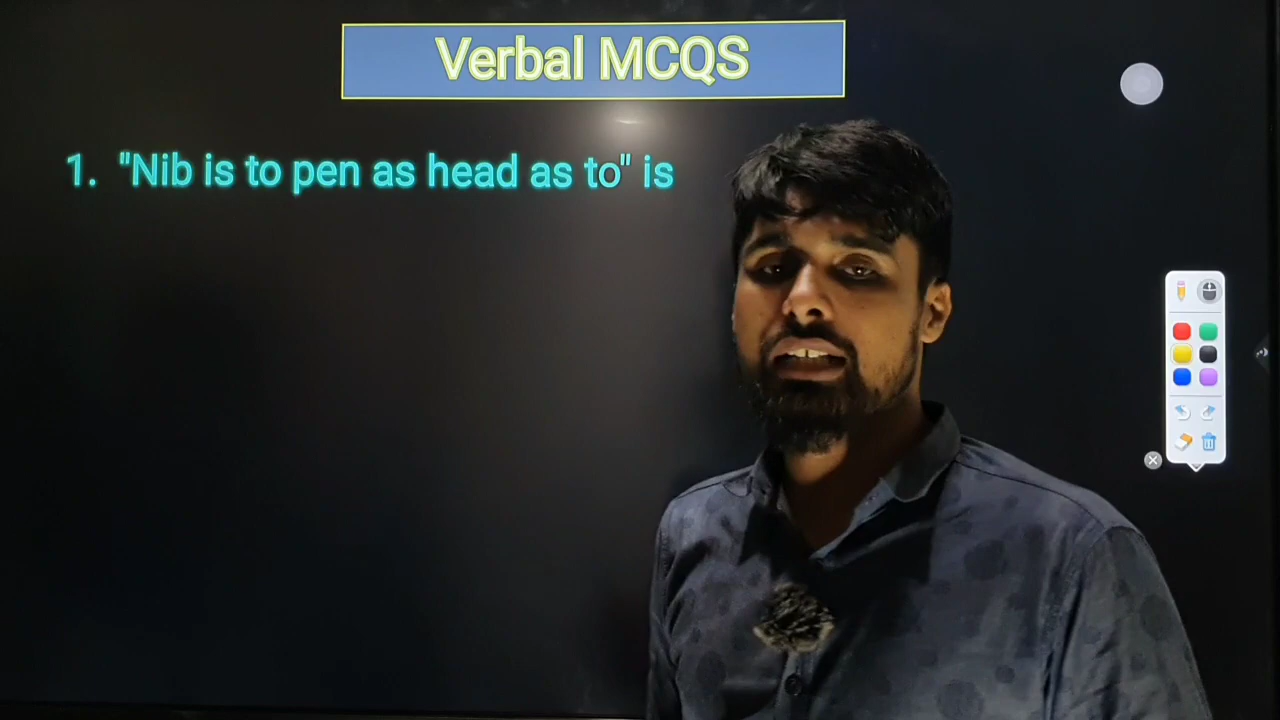 Verbal MCQS
1. "Nib is to pen as head as to" is